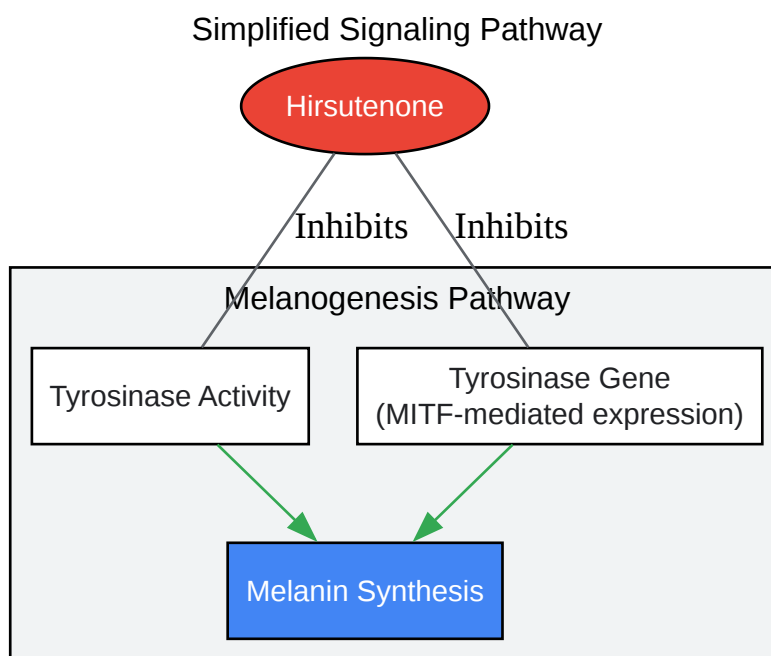 Simplified Signaling Pathway
Hirsutenone
Inhibits
Inhibits
Melanogenesis Pathway
Tyrosinase Activity
Tyrosinase Gene
(MITF-mediated expression)
Melanin Synthesis